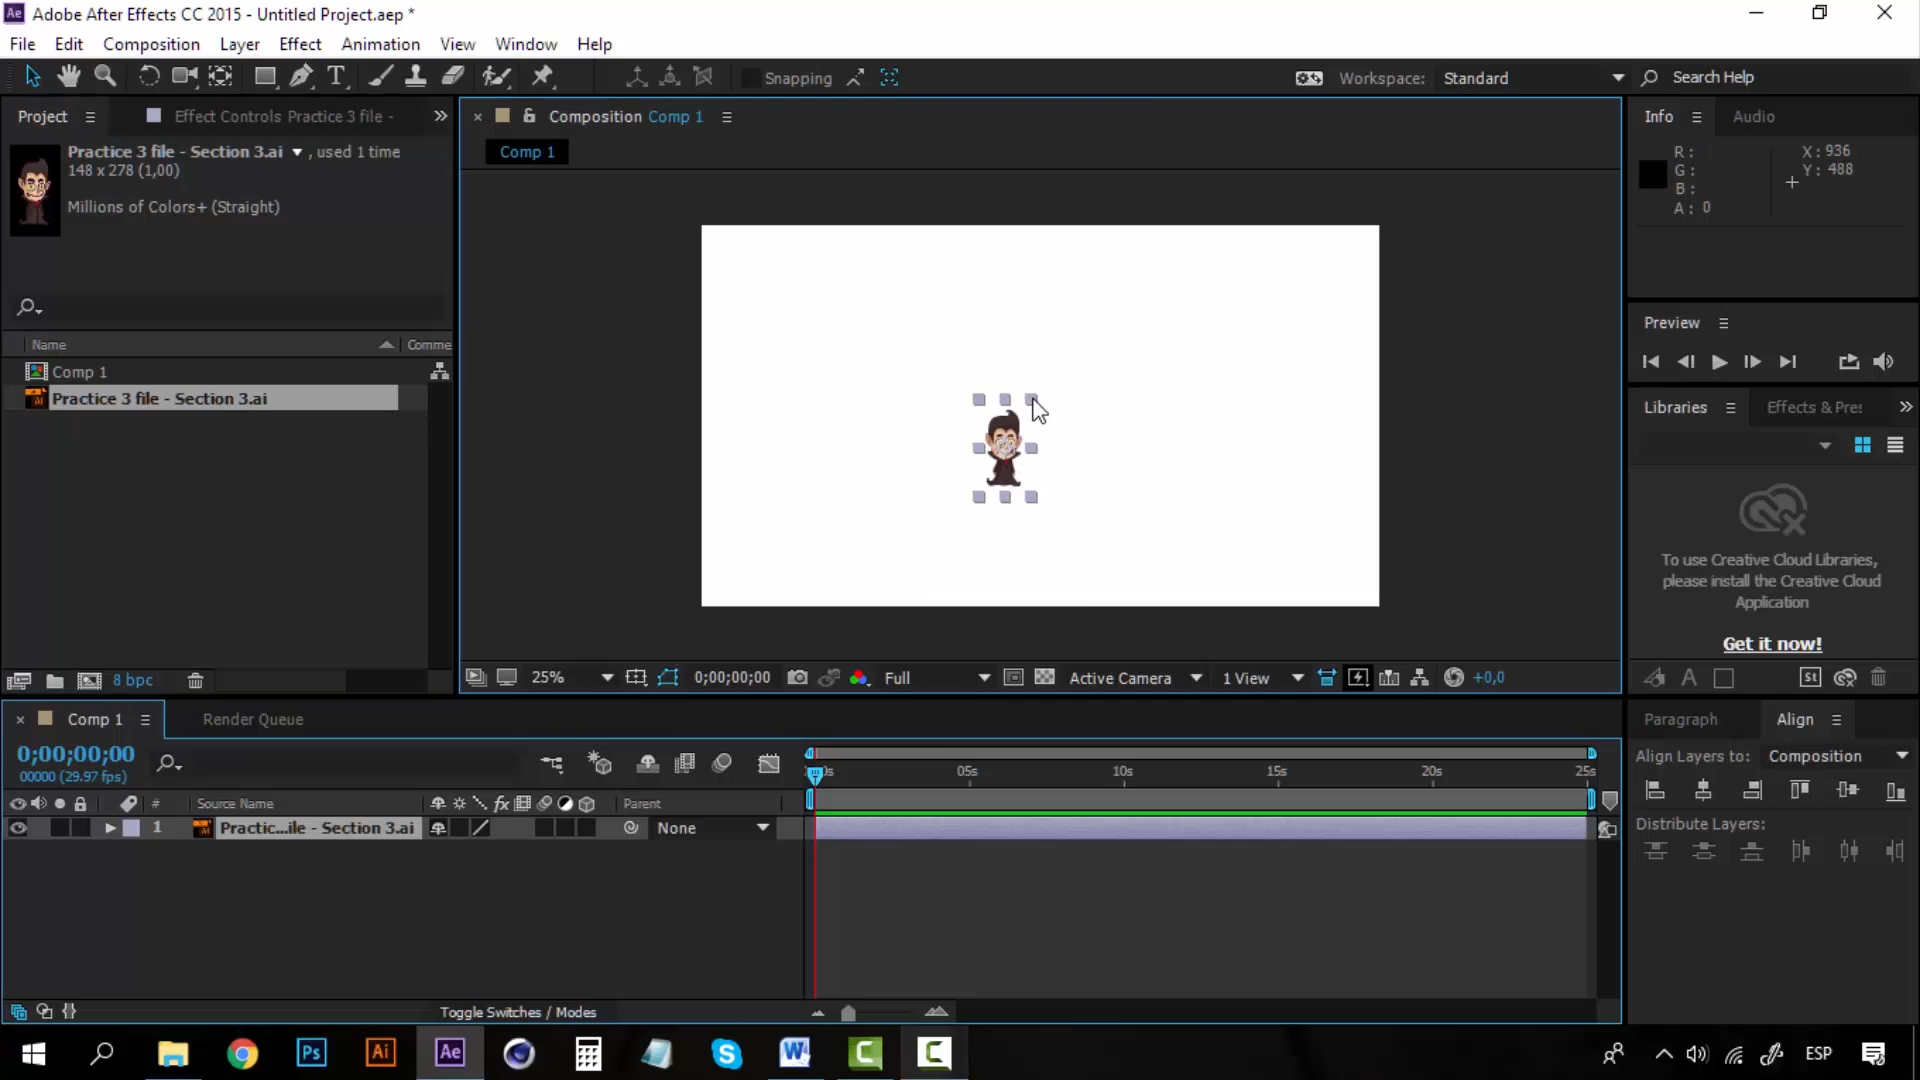 Ae Adobe After Effects CC 2015 - Untitled Project.aep *
File Edit Composition Layer Effect Animation View Window Help
T Snapping Workspace: Standard Search Help
Project Effect Controls Practice 3 file -
Practice 3 file - Section 3.ai , used 1 time
148 x 278 (1,00)
Millions of Colors+ (Straight)
Name Comme
Comp 1
Practice 3 file - Section 3.ai
8 bpc
Composition Comp 1
Comp 1
25% 0;00;00;00 Full Active Camera 1 View +0,0
Info Audio
R: X: 936
G: Y: 488
B:
A: 0
Preview
Libraries Effects & Pres
To use Creative Cloud Libraries,
please install the Creative Cloud
Application
Get it now!
St
Comp 1 Render Queue
0;00;00;00
00000 (29.97 fps)
05s 10s 15s 20s 25s
# Source Name fx Parent
1 Practic...ile - Section 3.ai None
Toggle Switches / Modes
Paragraph Align
Align Layers to: Composition
Distribute Layers:
Ps Ai Ae ESP